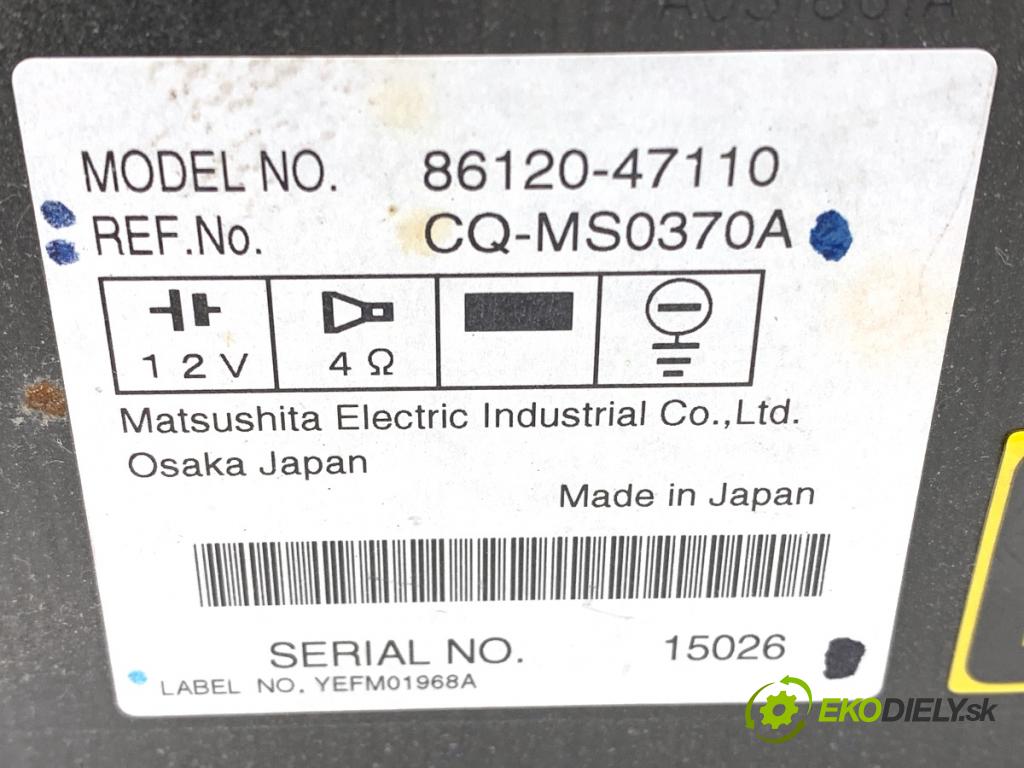 MODEL NO. 86120-47110
REF.No. CQ-MS0370A
12V 4Ω
Matsushita Electric Industrial Co.,Ltd.
Osaka Japan
Made in Japan
SERIAL NO. 15026
LABEL NO. YEFM01968A
EKODIELY.sk